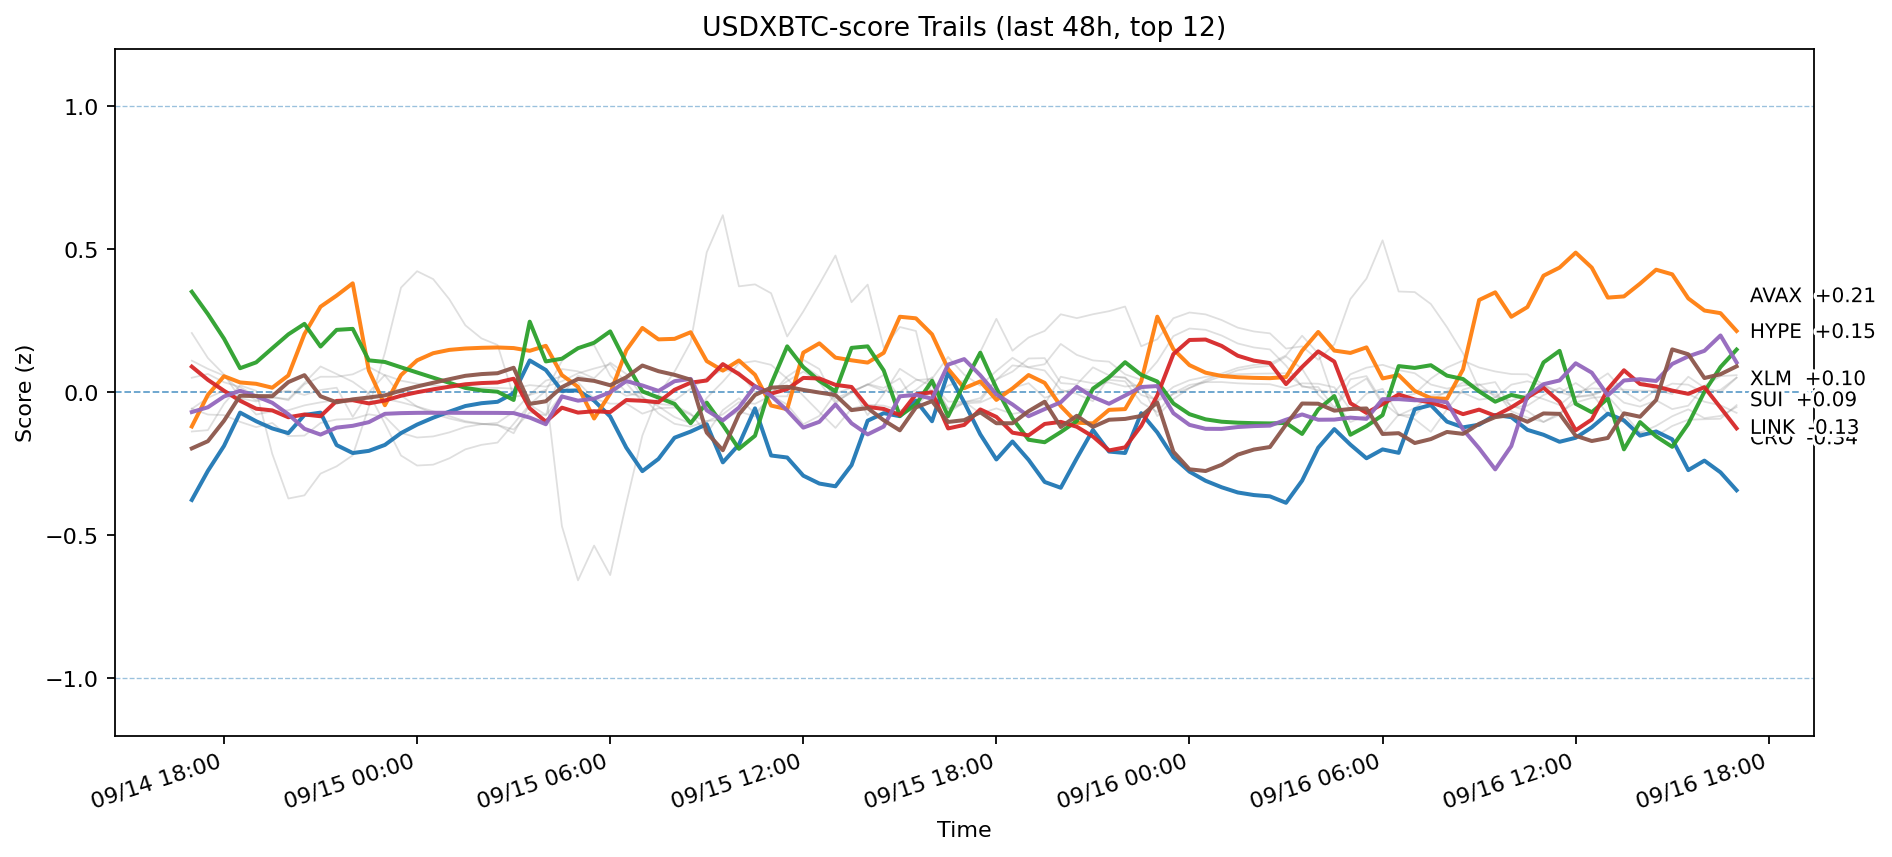 USDXBTC-score Trails (last 48h, top 12)
Score (z)
1.0
0.5
0.0
−0.5
−1.0
AVAX +0.21
HYPE +0.15
XLM +0.10
SUI +0.09
LINK -0.13
CRO -0.34
09/14 18:00
09/15 00:00
09/15 06:00
09/15 12:00
09/15 18:00
09/16 00:00
09/16 06:00
09/16 12:00
09/16 18:00
Time